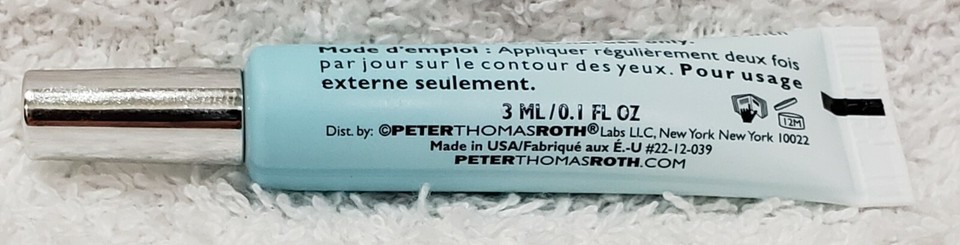 only.
Mode d'emploi : Appliquer régulièrement deux fois
par jour sur le contour des yeux. Pour usage
externe seulement.
3 ML/0.1 FL OZ
12M
Dist. by: ©PETERTHOMASROTH® Labs LLC, New York New York 10022
Made in USA/Fabriqué aux É.-U #22-12-039
PETERTHOMASROTH.COM